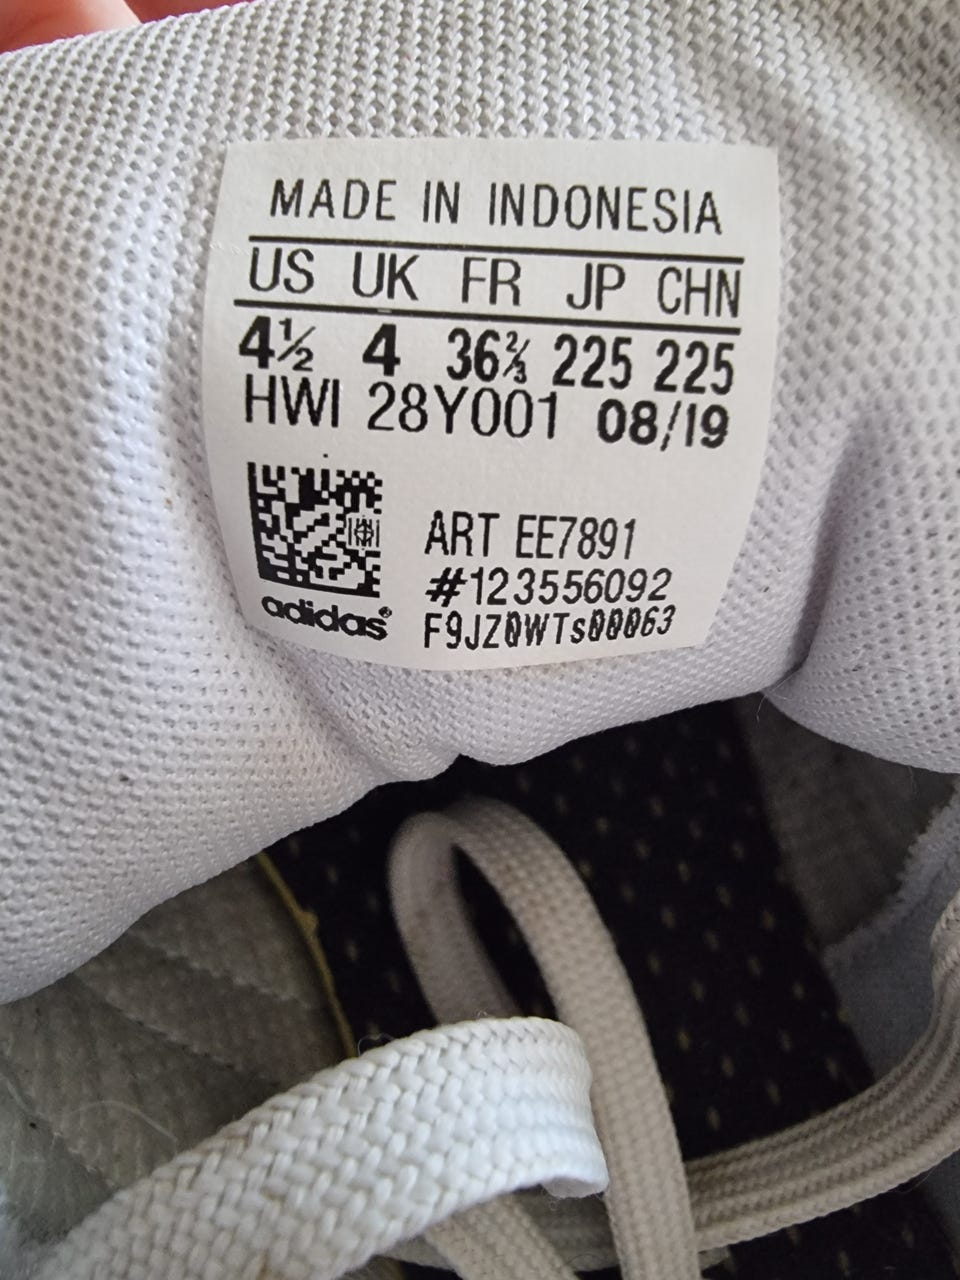 MADE IN INDONESIA
US UK FR JP CHN
4½ 4 36⅔ 225 225
HWI 28Y001 08/19
ART EE7891
#123556092
adidas® F9JZ0WTs00063